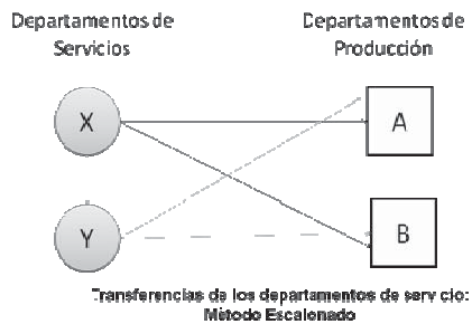 Departamentos de
Servicios
Departamentos de
Producción
X
A
Y
B
Transferencias de los departamentos de servicio:
Método Escalonado